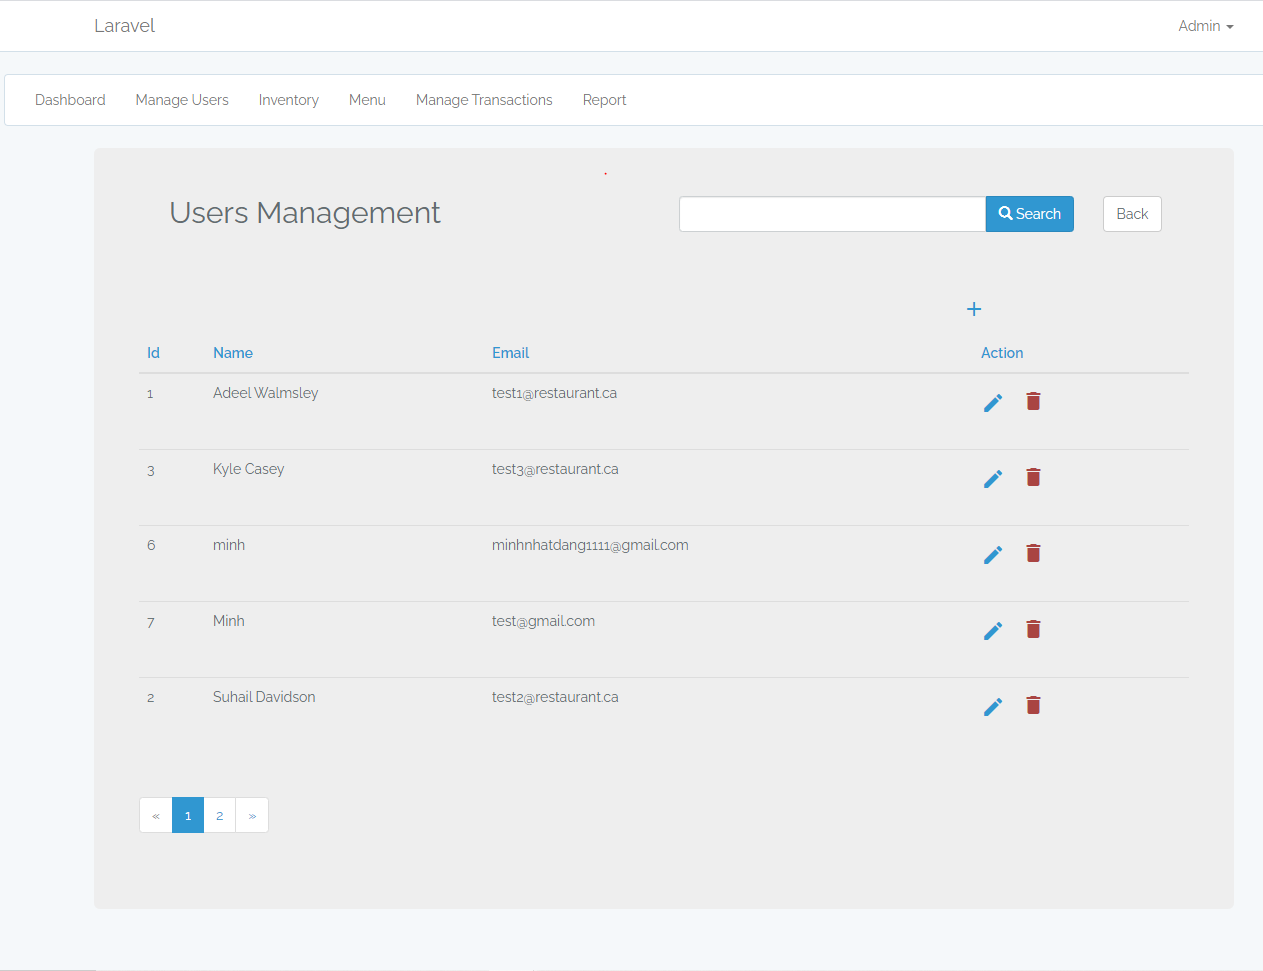 Laravel Admin
Dashboard Manage Users Inventory Menu Manage Transactions Report
Users Management Search Back
+
Id Name Email Action
1 Adeel Walmsley test1@restaurant.ca
3 Kyle Casey test3@restaurant.ca
6 minh minhnhatdang1111@gmail.com
7 Minh test@gmail.com
2 Suhail Davidson test2@restaurant.ca
« 1 2 »